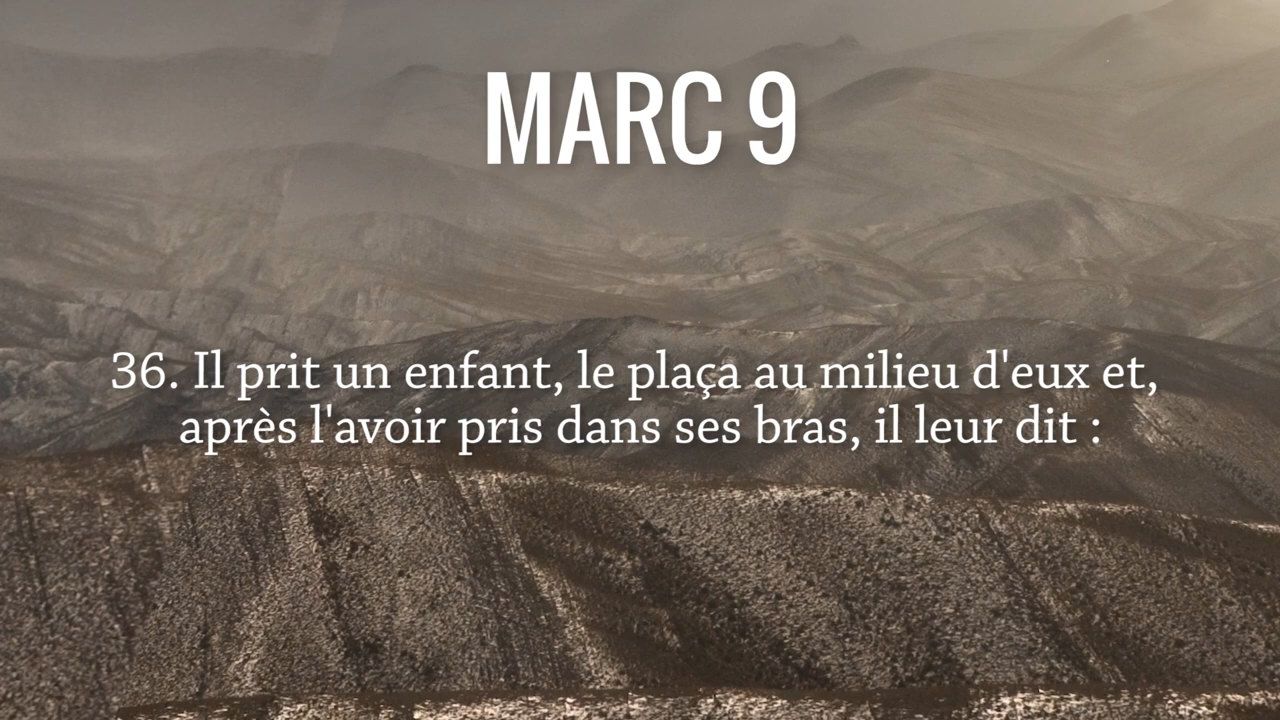 MARC 9
36. Il prit un enfant, le plaça au milieu d'eux et,
après l'avoir pris dans ses bras, il leur dit :